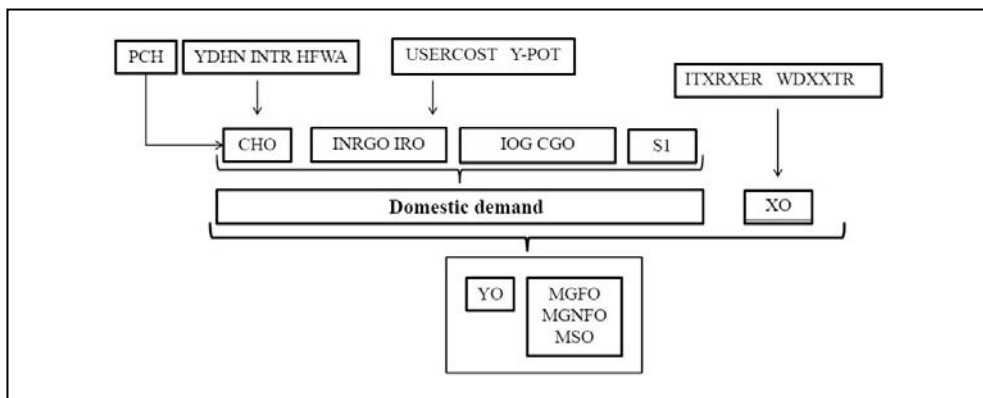 PCH
YDHN INTR HFWA
USERCOST Y-POT
ITXRXER WDXXTR
CHO
INRGO IRO
IOG CGO
S1
Domestic demand
XO
YO
MGFO
MGNFO
MSO